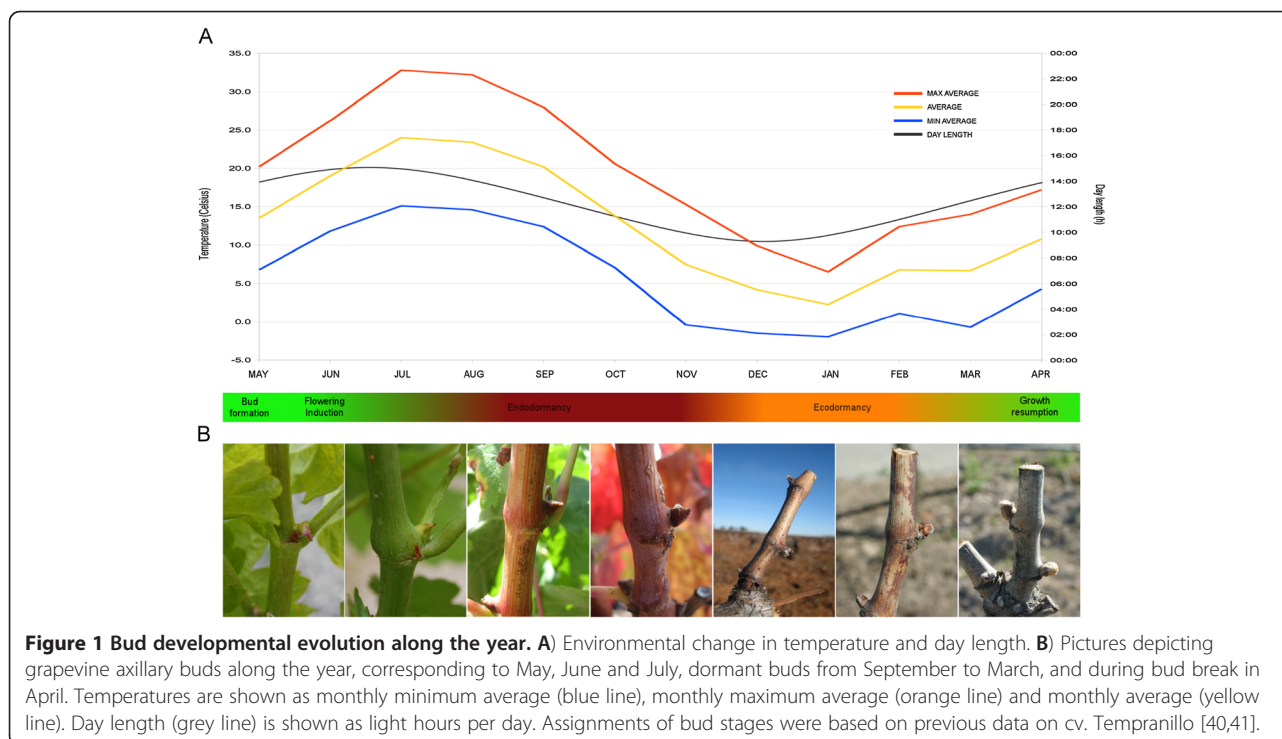 A
35.0
30.0
25.0
20.0
15.0
10.0
5.0
0.0
-5.0
Temperature (Celsius)
00:00
22:00
20:00
18:00
16:00
14:00
12:00
10:00
08:00
06:00
04:00
02:00
00:00
Day length (h)
MAX AVERAGE
AVERAGE
MIN AVERAGE
DAY LENGTH
MAY JUN JUL AUG SEP OCT NOV DEC JAN FEB MAR APR
Bud formation
Flowering Induction
Endodormancy
Ecodormancy
Growth resumption
B
Figure 1 Bud developmental evolution along the year. A) Environmental change in temperature and day length. B) Pictures depicting
grapevine axillary buds along the year, corresponding to May, June and July, dormant buds from September to March, and during bud break in
April. Temperatures are shown as monthly minimum average (blue line), monthly maximum average (orange line) and monthly average (yellow
line). Day length (grey line) is shown as light hours per day. Assignments of bud stages were based on previous data on cv. Tempranillo [40,41].